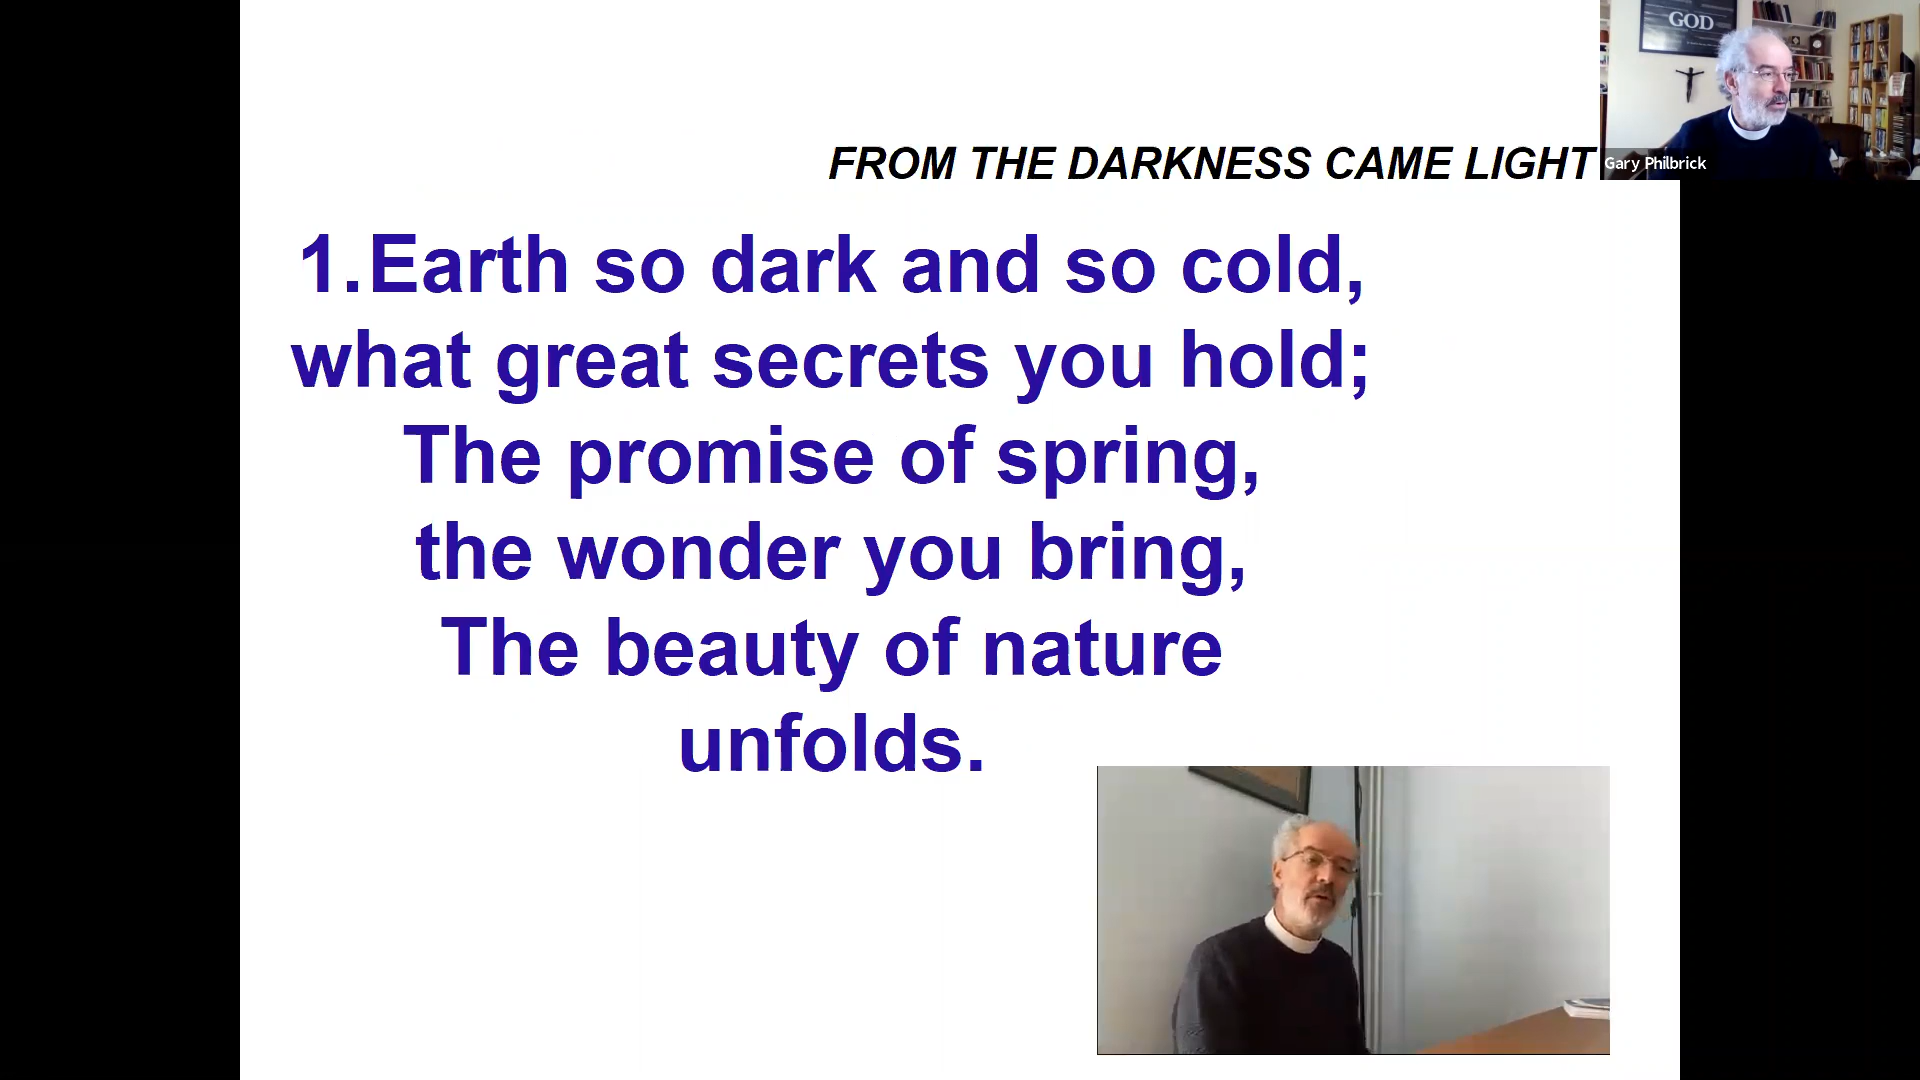 GOD
FROM THE DARKNESS CAME LIGHT
Gary Philbrick
1.Earth so dark and so cold,
what great secrets you hold;
The promise of spring,
the wonder you bring,
The beauty of nature
unfolds.